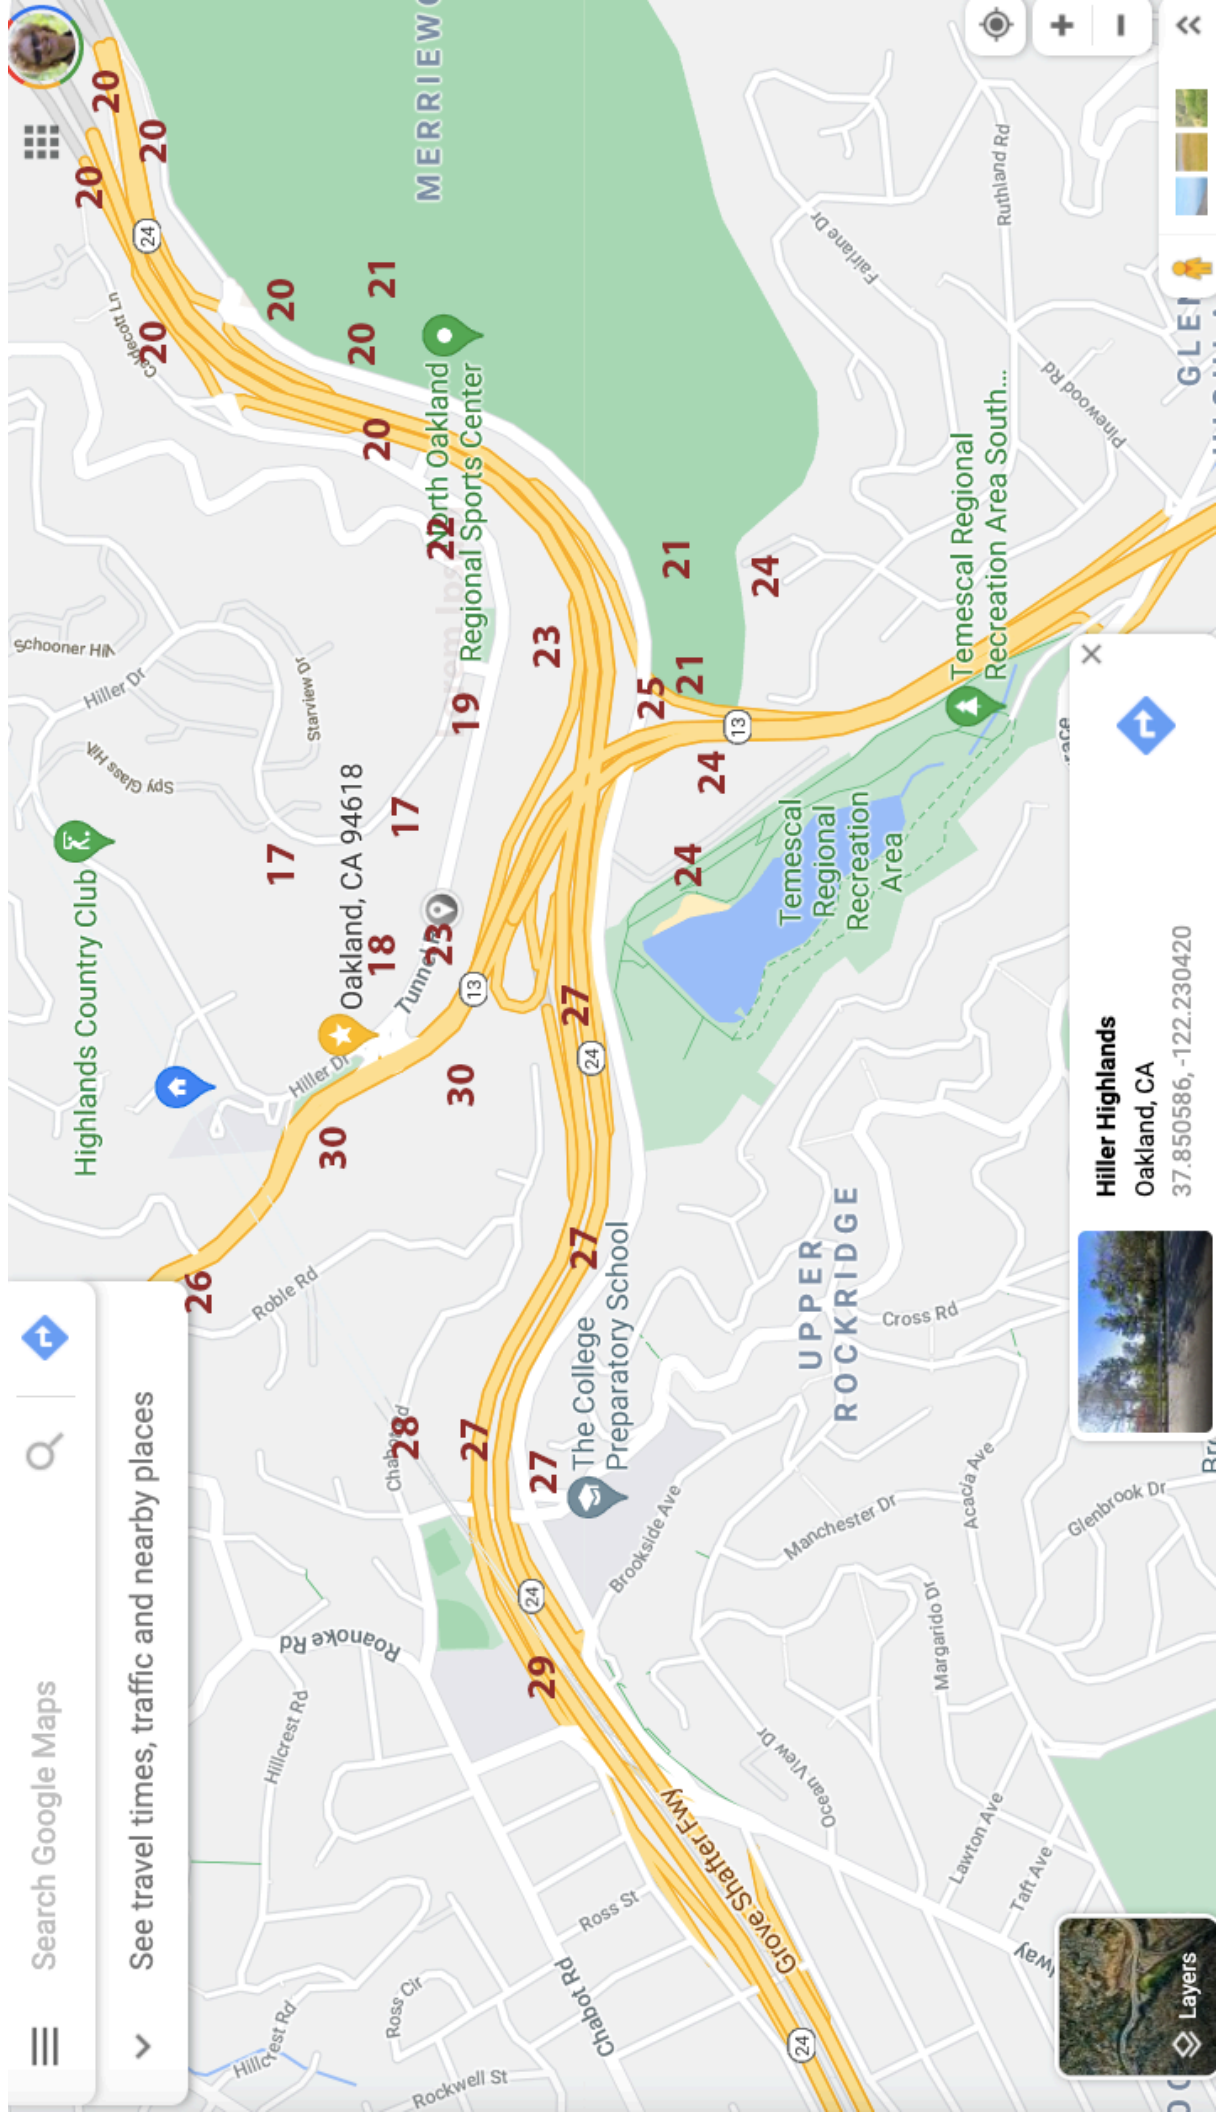 Search Google Maps
See travel times, traffic and nearby places
26
Highlands Country Club
Schooner Hill
Hiller Dr
Spy Glass Hill
Starview Dr
Caldecott Ln
20
20
20
20
24
20
20
21
20
MERRIEW
17
17
Oakland, CA 94618
18
Tunnel
23
19
22
North Oakland
Regional Sports Center
23
Hiller Dr
30
30
13
Roble Rd
28
27
27
27
27
24
25
21
21
24
24
24
13
Temescal
Regional
Recreation
Area
Temescal Regional
Recreation Area South...
Fairlane Dr
Ruthland Rd
Pinewood Rd
GLEN
The College
Preparatory School
UPPER
ROCKRIDGE
Cross Rd
Brookside Ave
Manchester Dr
Acacia Ave
Glenbrook Dr
Margarido Dr
Ocean View Dr
Lawton Ave
Taft Ave
29
24
Grove Shafter Fwy
24
Roanoke Rd
Hillcrest Rd
Hillcrest Rd
Ross Cir
Ross St
Rockwell St
Chabot Rd
Hiller Highlands
Oakland, CA
37.850586, -122.230420
Layers